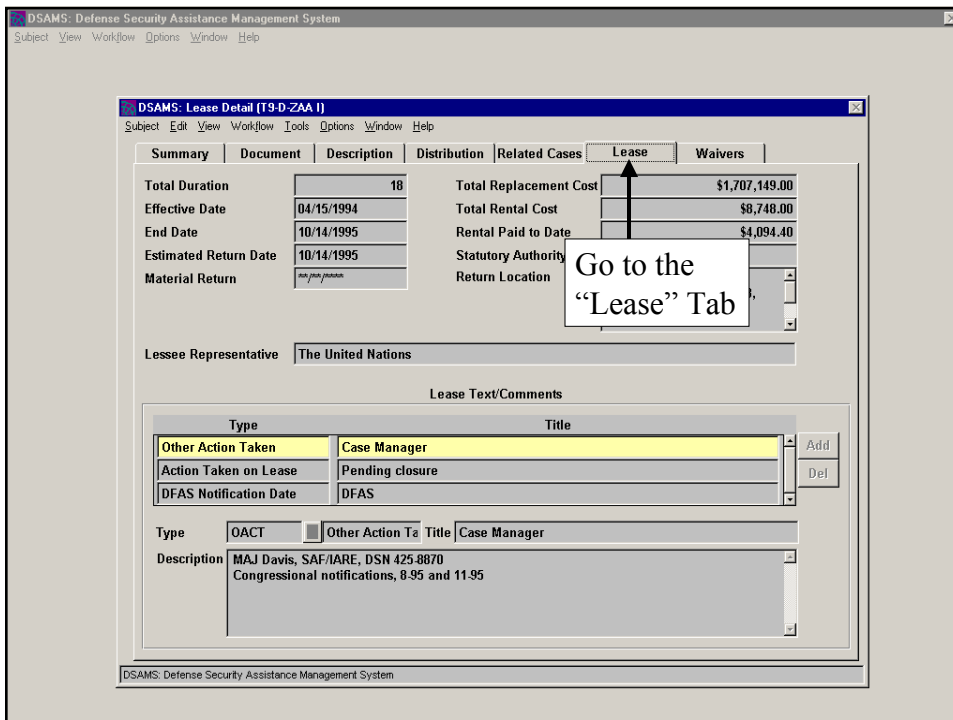 DSAMS: Defense Security Assistance Management System
Subject View Workflow Options Window Help
DSAMS: Lease Detail (T9-D-ZAA I)
Subject Edit View Workflow Tools Options Window Help
Summary Document Description Distribution Related Cases Lease Waivers
Total Duration 18 Total Replacement Cost $1,707,149.00
Effective Date 04/15/1994 Total Rental Cost $8,748.00
End Date 10/14/1995 Rental Paid to Date $4,094.40
Estimated Return Date 10/14/1995 Statutory Authority
Material Return **/**/**** Return Location
Go to the
“Lease” Tab
Lessee Representative The United Nations
Lease Text/Comments
Type Title
Other Action Taken Case Manager Add
Action Taken on Lease Pending closure Del
DFAS Notification Date DFAS
Type OACT Other Action Ta Title Case Manager
Description MAJ Davis, SAF/IARE, DSN 425-8870
Congressional notifications, 8-95 and 11-95
DSAMS: Defense Security Assistance Management System